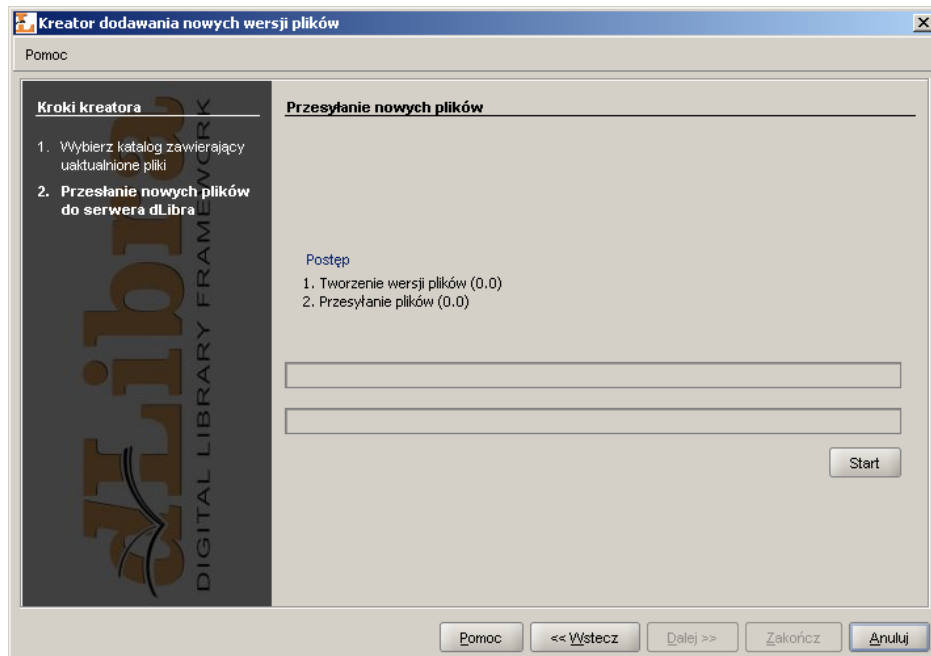 Kreator dodawania nowych wersji plików
Pomoc
Kroki kreatora
1. Wybierz katalog zawierający
uaktualnione pliki
2. Przesłanie nowych plików
do serwera dLibra
dLibra
DIGITAL LIBRARY FRAMEWORK
Przesyłanie nowych plików
Postęp
1. Tworzenie wersji plików (0.0)
2. Przesyłanie plików (0.0)
Start
Pomoc
<< Wstecz
Dalej >>
Zakończ
Anuluj